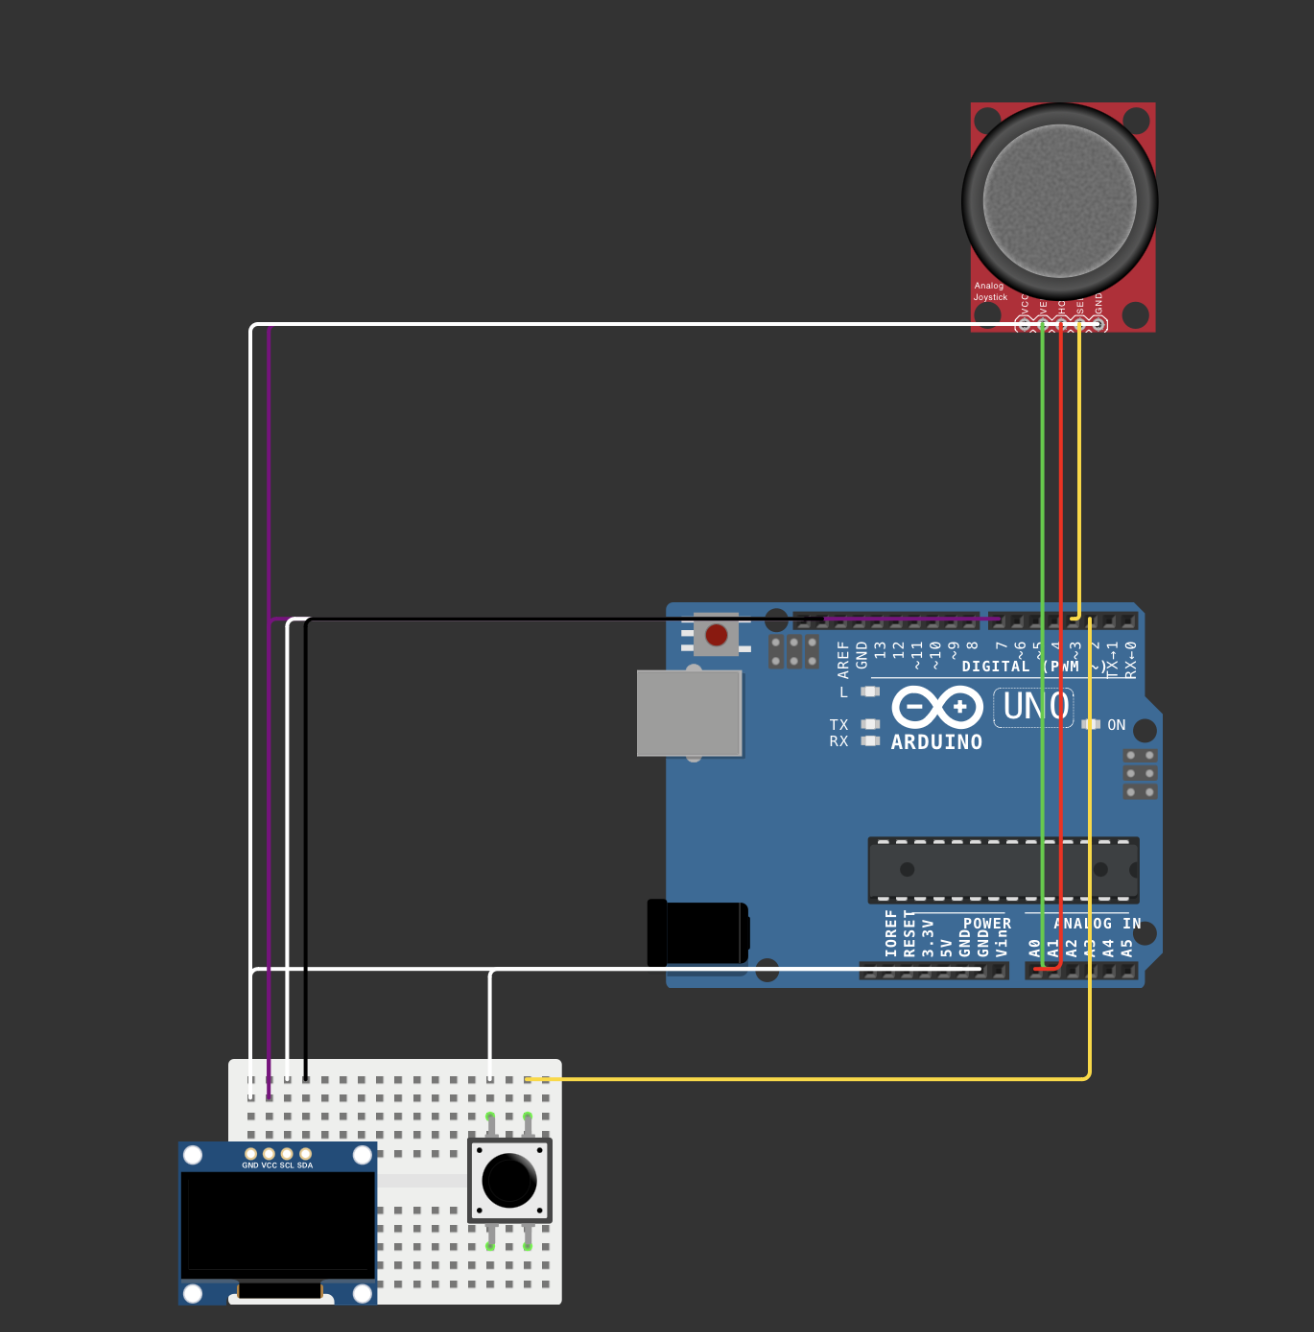 Analog
Joystick
VCC
SEL
GND
AREF
GND
13
12
~11
~10
~9
8
7
~6
~5
4
~3
2
TX→1
RX←0
DIGITAL (PWM ~)
L
TX
RX
UNO
ARDUINO
ON
IOREF
RESET
3.3V
5V
GND
GND
Vin
POWER
ANALOG IN
A0
A1
A2
A3
A4
A5
GND VCC SCL SDA